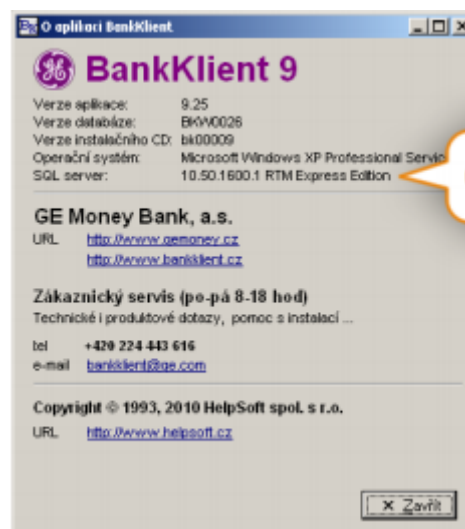 O aplikaci BankKlient
BankKlient 9
Verze aplikace: 9.25
Verze databáze: BKW0026
Verze instalačního CD: bk00009
Operační systém: Microsoft Windows XP Professional Servic
SQL server: 10.50.1600.1 RTM Express Edition
GE Money Bank, a.s.
URL http://www.gemoney.cz
http://www.bankklient.cz
Zákaznický servis (po-pá 8-18 hod)
Technické i produktové dotazy, pomoc s instalací ...
tel +420 224 443 616
e-mail bankklient@ge.com
Copyright © 1993, 2010 HelpSoft spol. s r.o.
URL http://www.helpsoft.cz
Zavřít